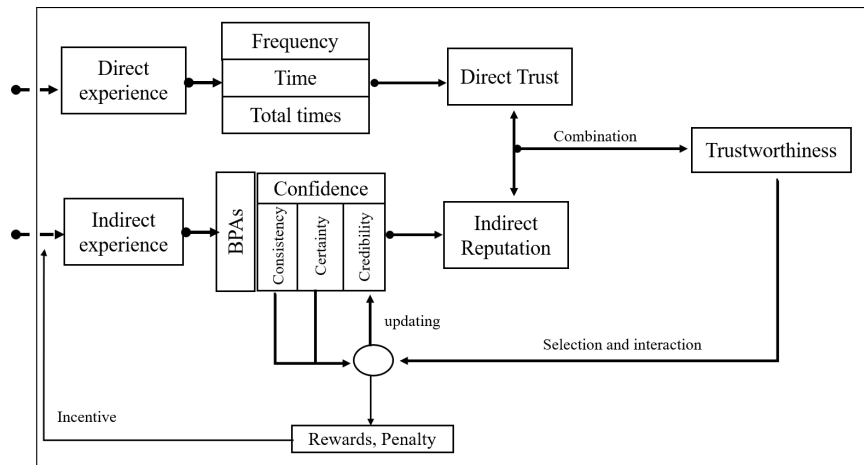 Direct
experience
Frequency
Time
Total times
Direct Trust
Combination
Trustworthiness
Indirect
experience
BPAs
Confidence
Consistency
Certainty
Credibility
Indirect
Reputation
updating
Selection and interaction
Incentive
Rewards, Penalty